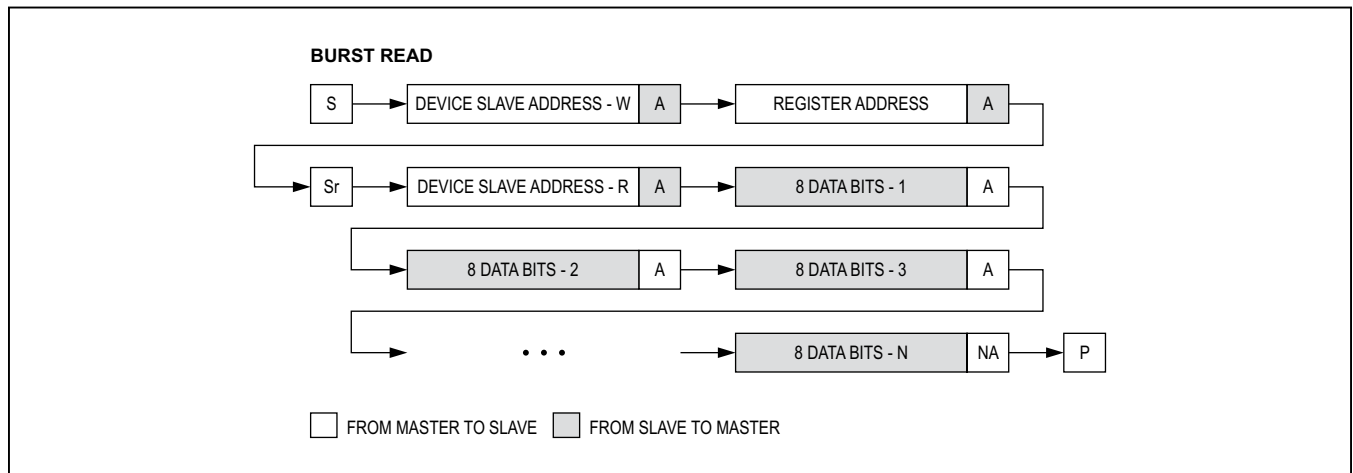 BURST READ
S DEVICE SLAVE ADDRESS - W A REGISTER ADDRESS A
Sr DEVICE SLAVE ADDRESS - R A 8 DATA BITS - 1 A
8 DATA BITS - 2 A 8 DATA BITS - 3 A
• • • 8 DATA BITS - N NA P
FROM MASTER TO SLAVE FROM SLAVE TO MASTER